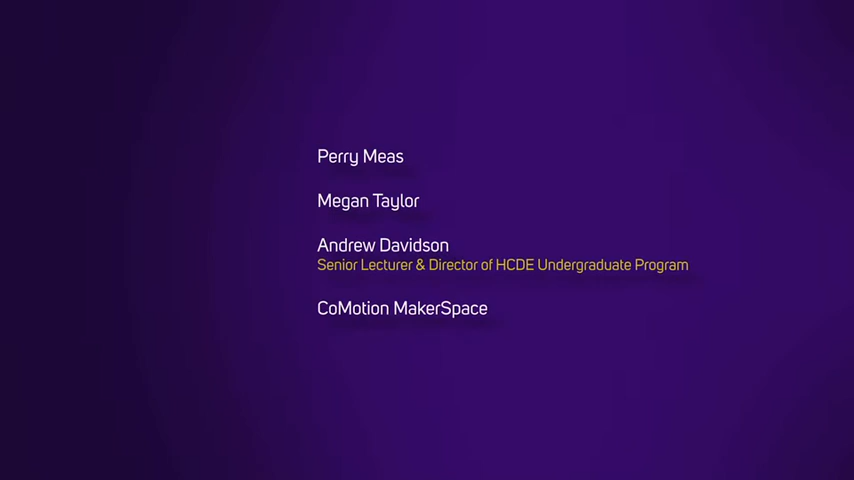 Perry Meas
Megan Taylor
Andrew Davidson
Senior Lecturer & Director of HCDE Undergraduate Program
CoMotion MakerSpace